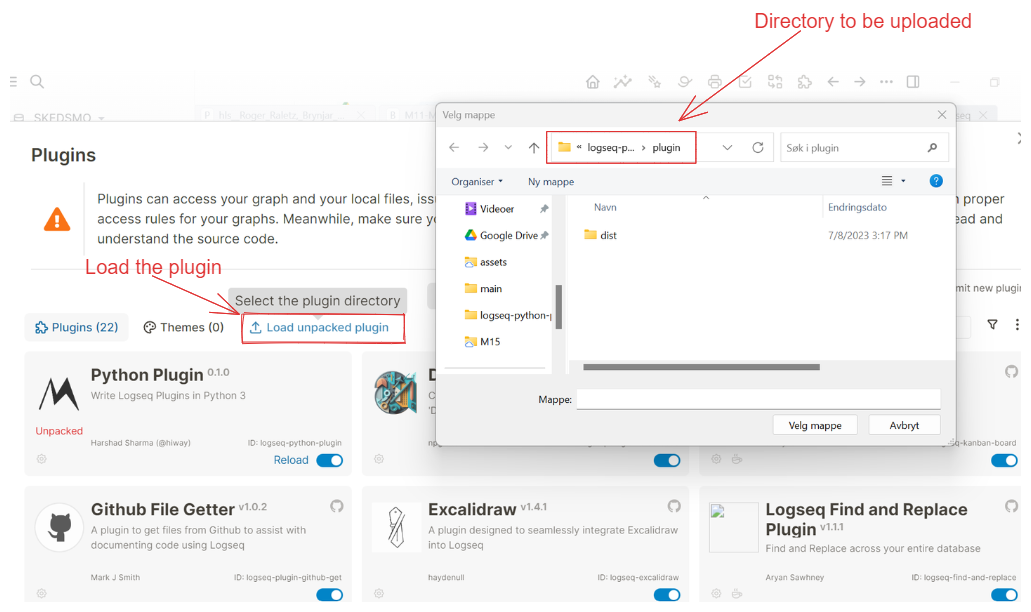 Directory to be uploaded
SKEDSMO
Velg mappe
« logseq-p... › plugin
Søk i plugin
Plugins
Organiser
Ny mappe
Plugins can access your graph and your local files, iss
n proper
access rules for your graphs. Meanwhile, make sure y
ead and
understand the source code.
Videoer
Google Drive
assets
main
logseq-python-p
M15
Navn
Endringsdato
dist
7/8/2023 3:17 PM
Load the plugin
Select the plugin directory
mit new plugin
Plugins (22)
Themes (0)
Load unpacked plugin
Mappe:
Velg mappe
Avbryt
Python Plugin 0.1.0
Write Logseq Plugins in Python 3
Unpacked
Harshad Sharma (@hiway)
ID: logseq-python-plugin
Reload
-kanban-board
Github File Getter v1.0.2
A plugin to get files from Github to assist with
documenting code using Logseq
Mark J Smith
ID: logseq-plugin-github-get
Excalidraw v1.4.1
A plugin designed to seamlessly integrate Excalidraw
into Logseq
haydenull
ID: logseq-excalidraw
Logseq Find and Replace
Plugin v1.1.1
Find and Replace across your entire database
Aryan Sawhney
ID: logseq-find-and-replace